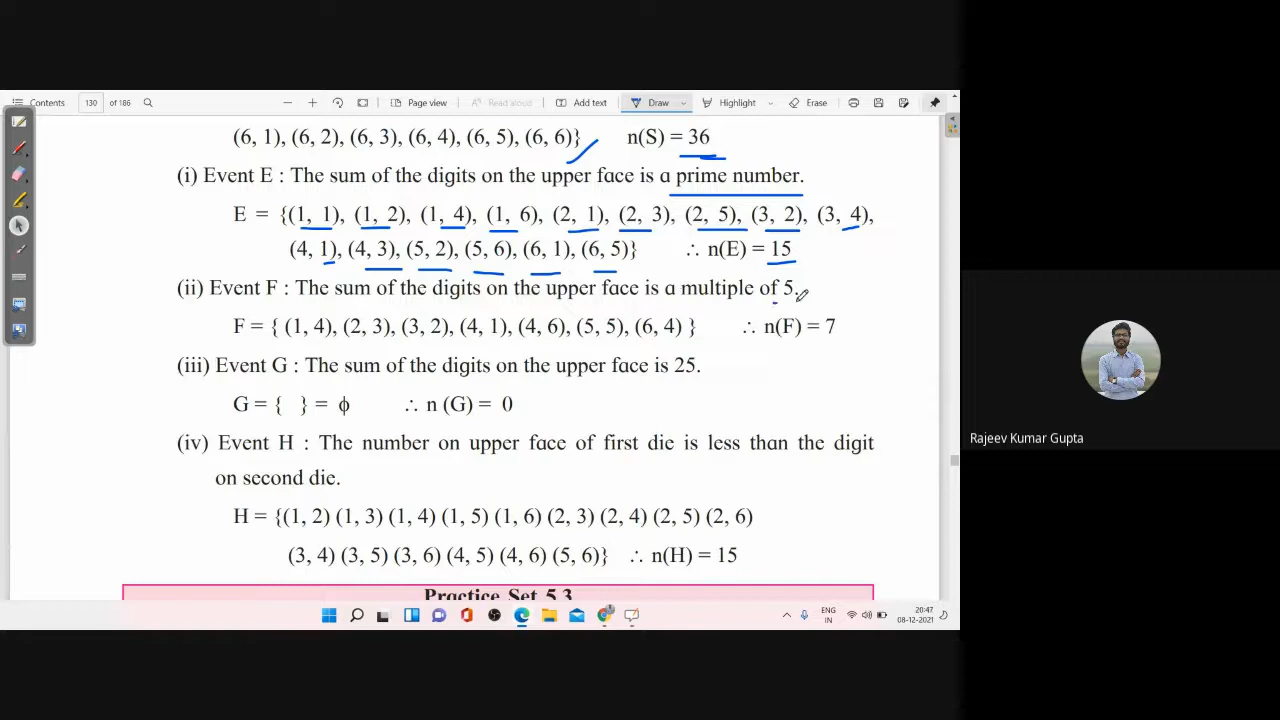 Contents 130 of 186 Page view Read aloud Add text Draw Highlight Erase
(6, 1), (6, 2), (6, 3), (6, 4), (6, 5), (6, 6)} n(S) = 36
(i) Event E : The sum of the digits on the upper face is a prime number.
E = {(1, 1), (1, 2), (1, 4), (1, 6), (2, 1), (2, 3), (2, 5), (3, 2), (3, 4),
(4, 1), (4, 3), (5, 2), (5, 6), (6, 1), (6, 5)} ∴ n(E) = 15
(ii) Event F : The sum of the digits on the upper face is a multiple of 5.
F = { (1, 4), (2, 3), (3, 2), (4, 1), (4, 6), (5, 5), (6, 4) } ∴ n(F) = 7
(iii) Event G : The sum of the digits on the upper face is 25.
G = { } = ϕ ∴ n (G) = 0
(iv) Event H : The number on upper face of first die is less than the digit
on second die.
H = {(1, 2) (1, 3) (1, 4) (1, 5) (1, 6) (2, 3) (2, 4) (2, 5) (2, 6)
(3, 4) (3, 5) (3, 6) (4, 5) (4, 6) (5, 6)} ∴ n(H) = 15
Practice Set 5.3
ENG
IN
20:47
08-12-2021
Rajeev Kumar Gupta